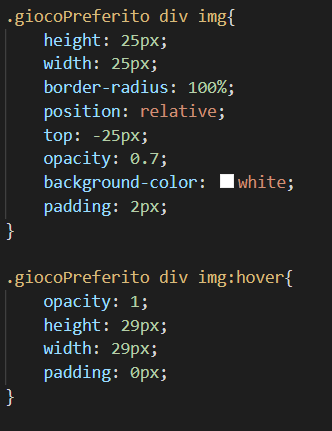 .giocoPreferito div img{
height: 25px;
width: 25px;
border-radius: 100%;
position: relative;
top: -25px;
opacity: 0.7;
background-color: white;
padding: 2px;
}
.giocoPreferito div img:hover{
opacity: 1;
height: 29px;
width: 29px;
padding: 0px;
}